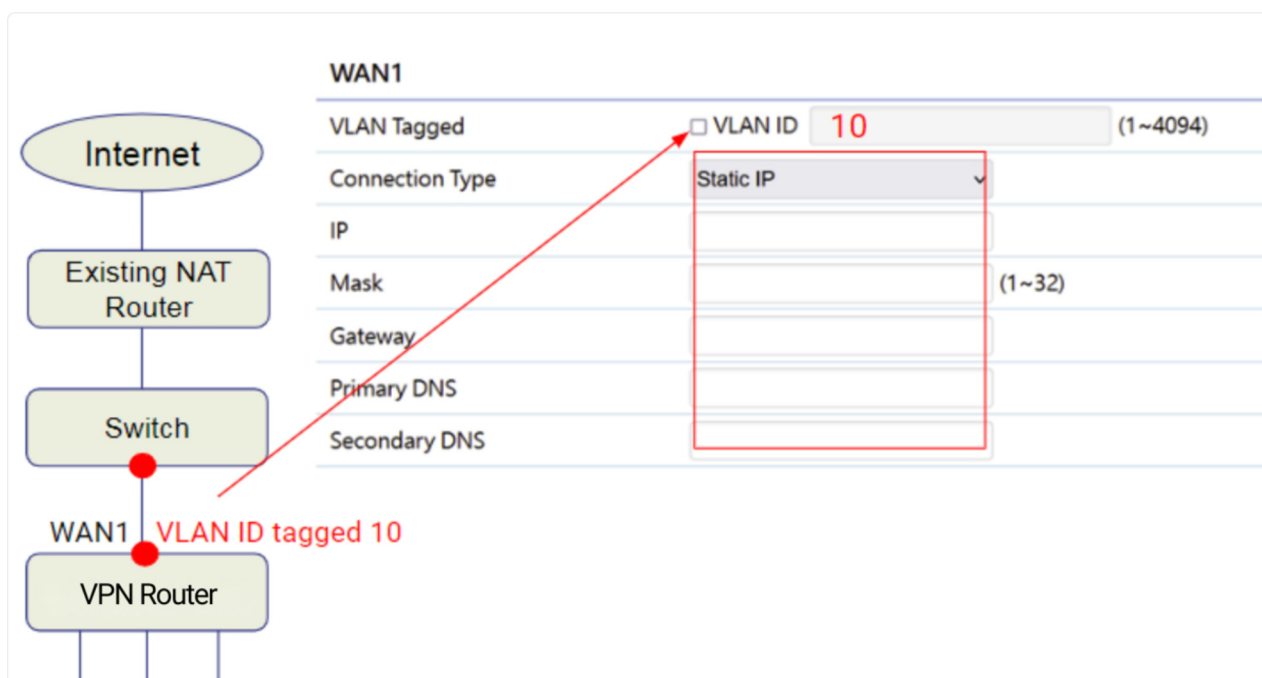 WAN1
VLAN Tagged VLAN ID 10 (1~4094)
Connection Type Static IP
IP
Mask (1~32)
Gateway
Primary DNS
Secondary DNS
Internet
Existing NAT
Router
Switch
WAN1 VLAN ID tagged 10
VPN Router